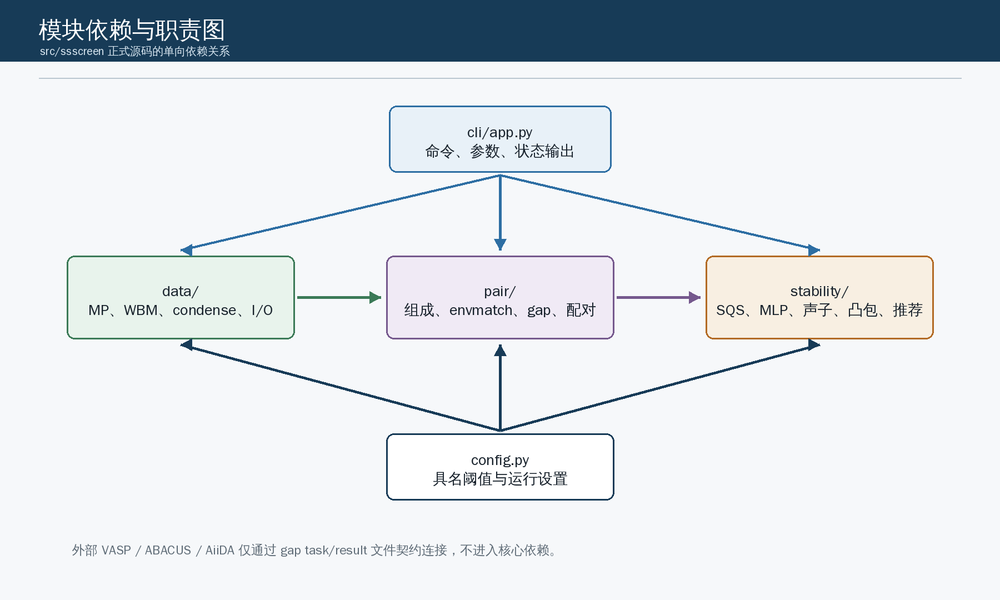 模块依赖与职责图
src/ssscreen 正式源码的单向依赖关系
cli/app.py
命令、参数、状态输出
data/
MP、WBM、condense、I/O
pair/
组成、envmatch、gap、配对
stability/
SQS、MLP、声子、凸包、推荐
config.py
具名阈值与运行设置
外部 VASP / ABACUS / AiiDA 仅通过 gap task/result 文件契约连接，不进入核心依赖。